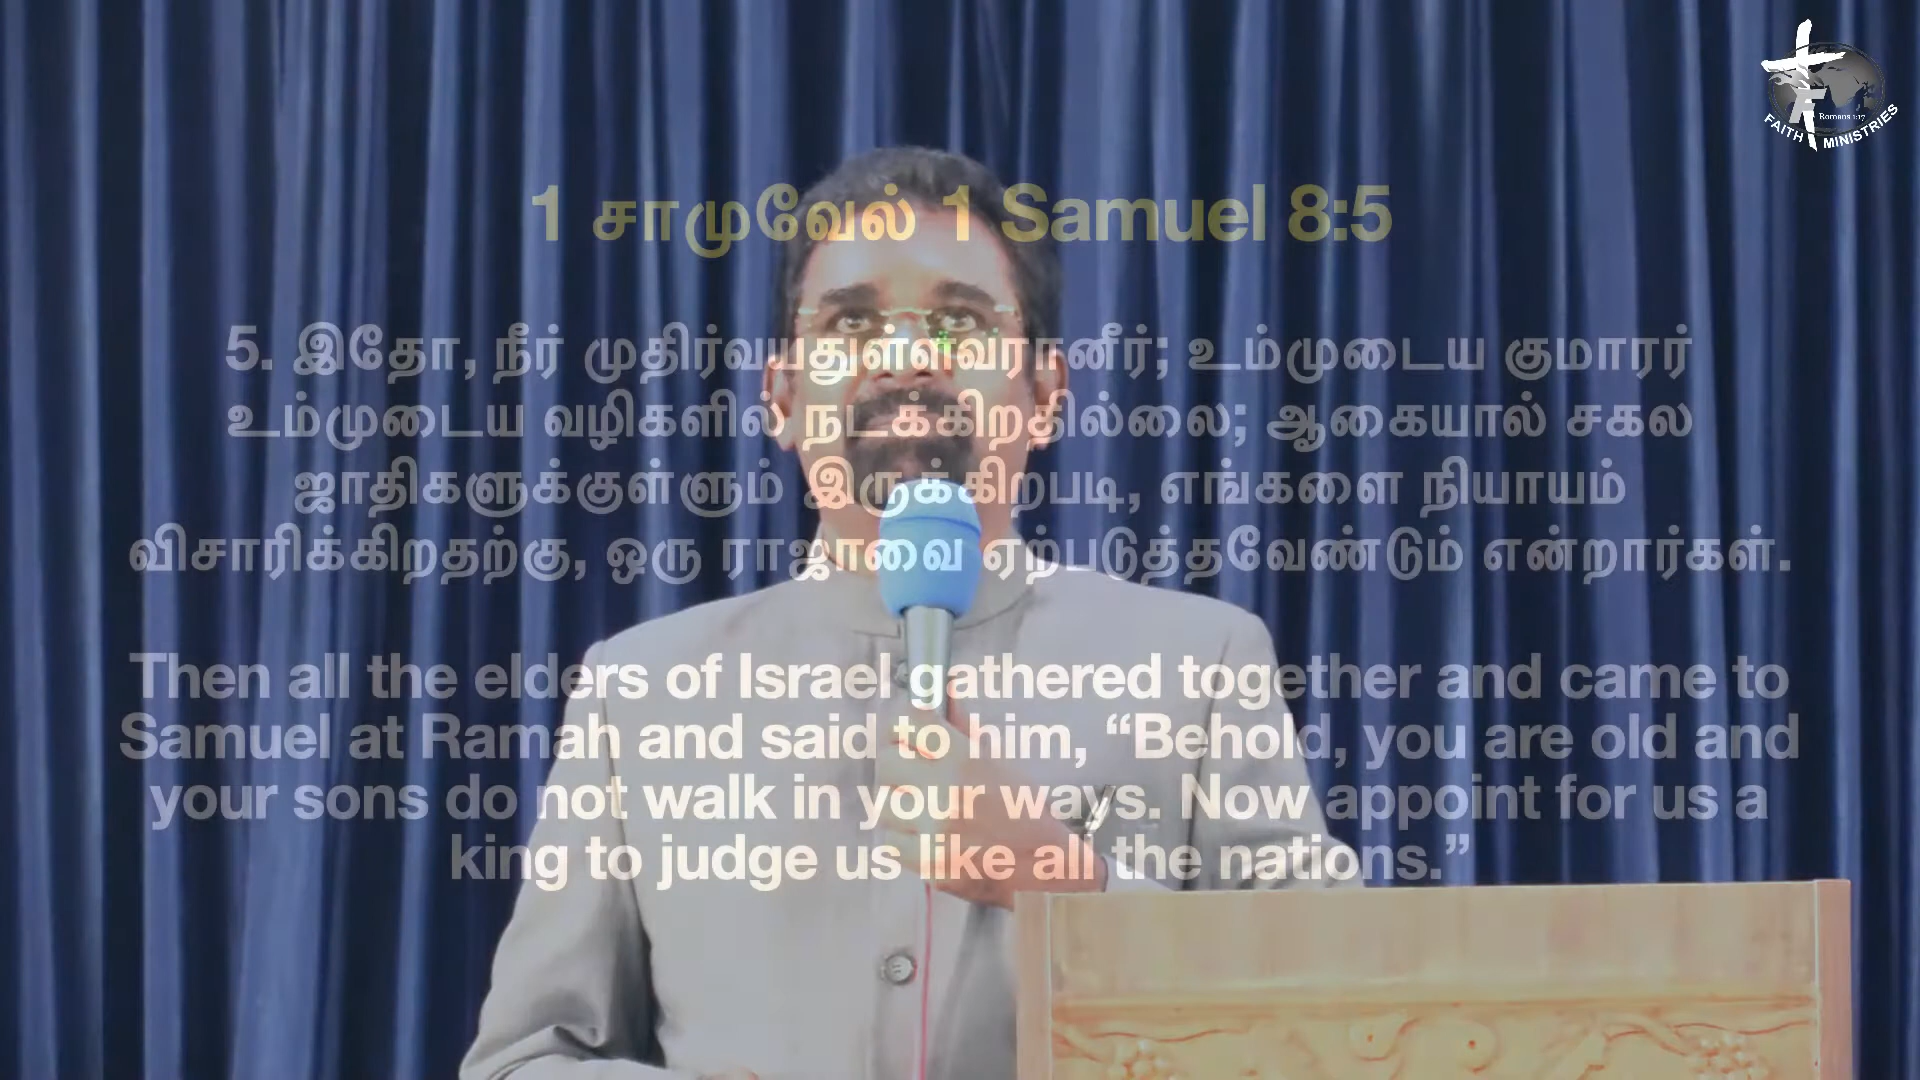 FAITH MINISTRIES
Romans 1:17
1 சாமுவேல் 1 Samuel 8:5
5. இதோ, நீர் முதிர்வயதுள்ளவரானீர்; உம்முடைய குமாரர்
உம்முடைய வழிகளில் நடக்கிறதில்லை; ஆகையால் சகல
ஜாதிகளுக்குள்ளும் இருக்கிறபடி, எங்களை நியாயம்
விசாரிக்கிறதற்கு, ஒரு ராஜாவை ஏற்படுத்தவேண்டும் என்றார்கள்.
Then all the elders of Israel gathered together and came to
Samuel at Ramah and said to him, “Behold, you are old and
your sons do not walk in your ways. Now appoint for us a
king to judge us like all the nations.”